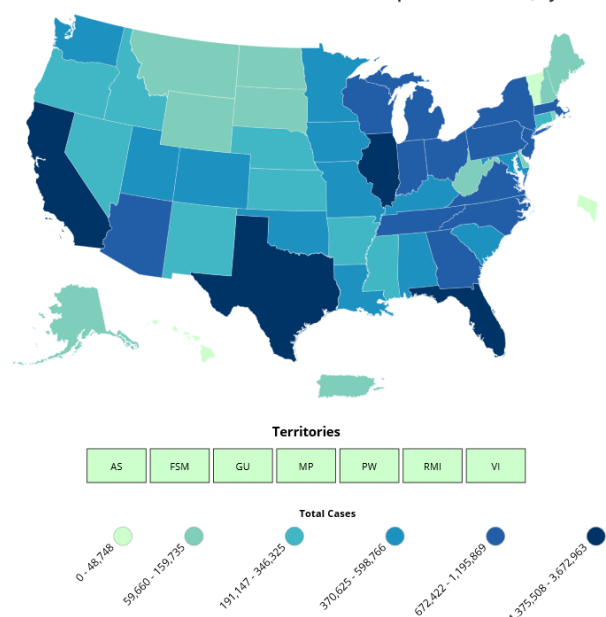 Territories
AS FSM GU MP PW RMI VI
Total Cases
0 - 48,748
59,660 - 159,735
191,147 - 346,325
370,625 - 598,766
672,422 - 1,195,869
1,375,508 - 3,672,963